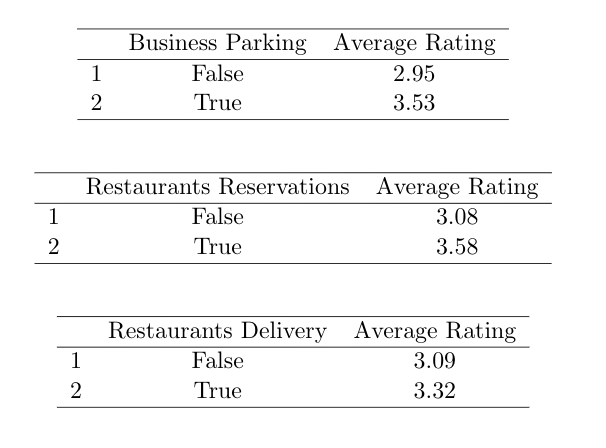 Business Parking Average Rating
1 False 2.95
2 True 3.53
Restaurants Reservations Average Rating
1 False 3.08
2 True 3.58
Restaurants Delivery Average Rating
1 False 3.09
2 True 3.32